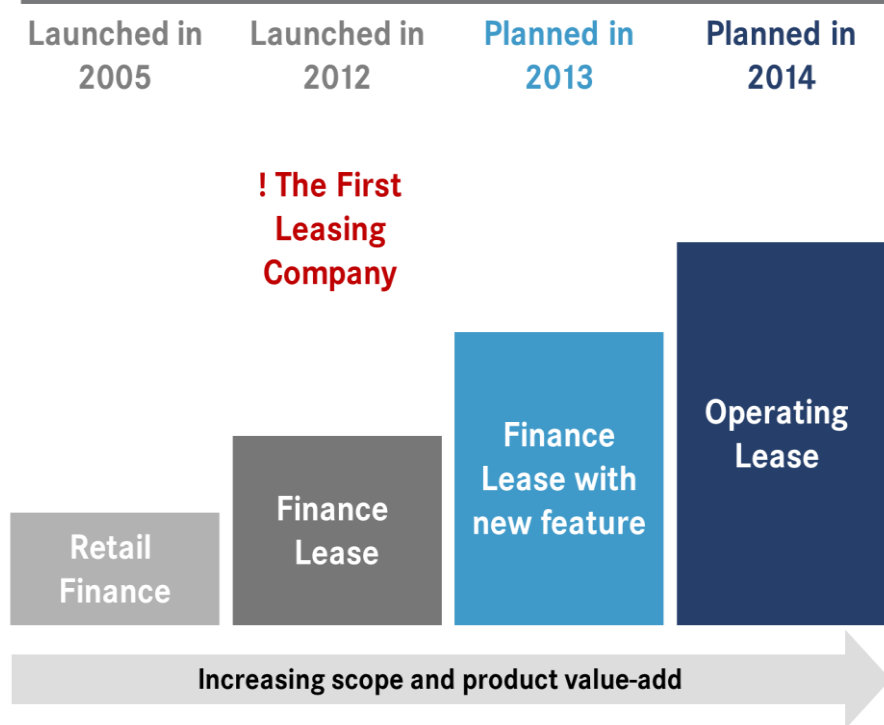 Launched in
2005
Launched in
2012
Planned in
2013
Planned in
2014
! The First
Leasing
Company
Retail
Finance
Finance
Lease
Finance
Lease with
new feature
Operating
Lease
Increasing scope and product value-add